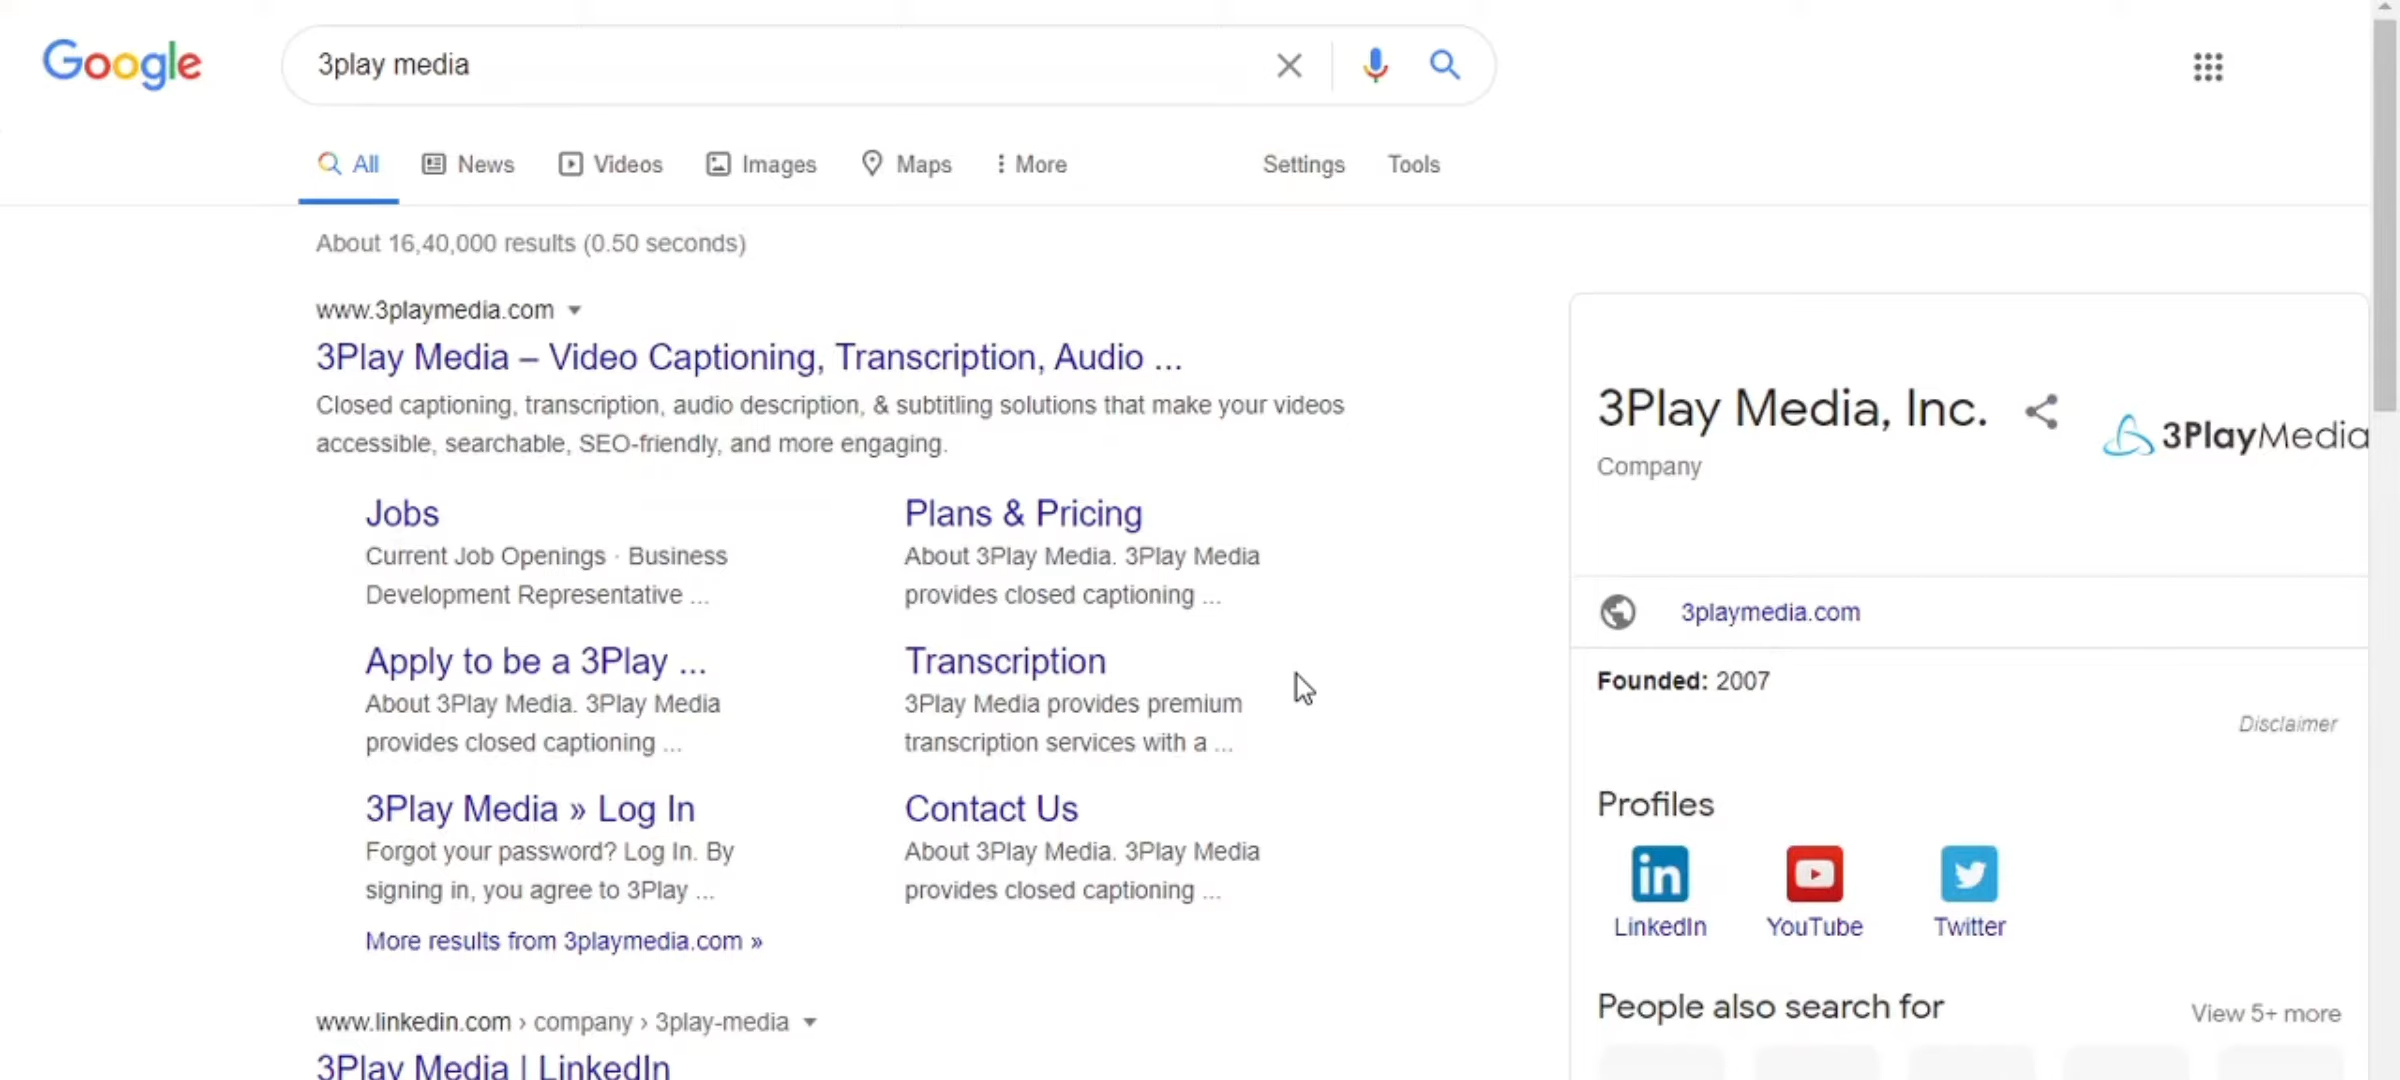 Google
3play media
All News Videos Images Maps More Settings Tools
About 16,40,000 results (0.50 seconds)
www.3playmedia.com
3Play Media – Video Captioning, Transcription, Audio ...
Closed captioning, transcription, audio description, & subtitling solutions that make your videos
accessible, searchable, SEO-friendly, and more engaging.
Jobs
Current Job Openings · Business
Development Representative ...
Plans & Pricing
About 3Play Media. 3Play Media
provides closed captioning ...
Apply to be a 3Play ...
About 3Play Media. 3Play Media
provides closed captioning ...
Transcription
3Play Media provides premium
transcription services with a ...
3Play Media » Log In
Forgot your password? Log In. By
signing in, you agree to 3Play ...
Contact Us
About 3Play Media. 3Play Media
provides closed captioning ...
More results from 3playmedia.com »
www.linkedin.com › company › 3play-media
3Play Media | LinkedIn
3Play Media, Inc.
Company
3PlayMedia
3playmedia.com
Founded: 2007
Disclaimer
Profiles
LinkedIn YouTube Twitter
People also search for
View 5+ more